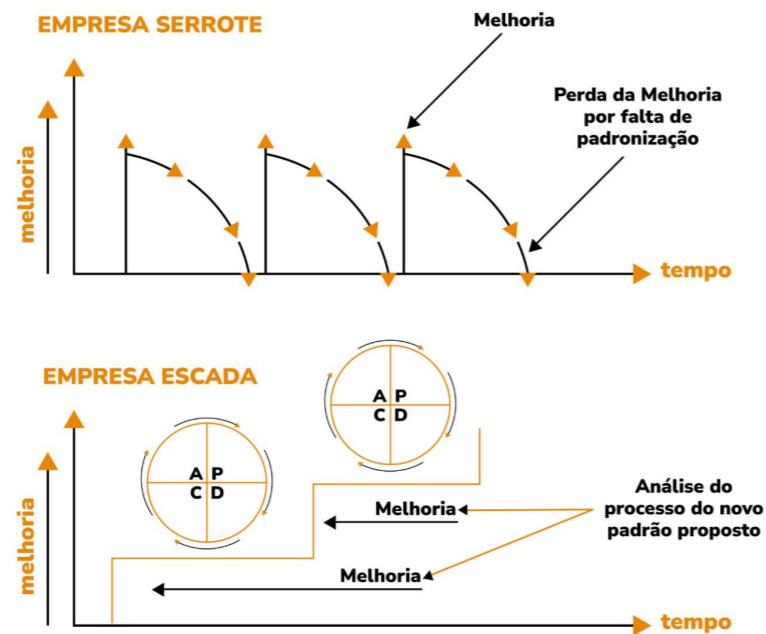 EMPRESA SERROTE
Melhoria
Perda da Melhoria
por falta de
padronização
melhoria
tempo
EMPRESA ESCADA
A P
C D
A P
C D
melhoria
Melhoria
Melhoria
Análise do
processo do novo
padrão proposto
tempo